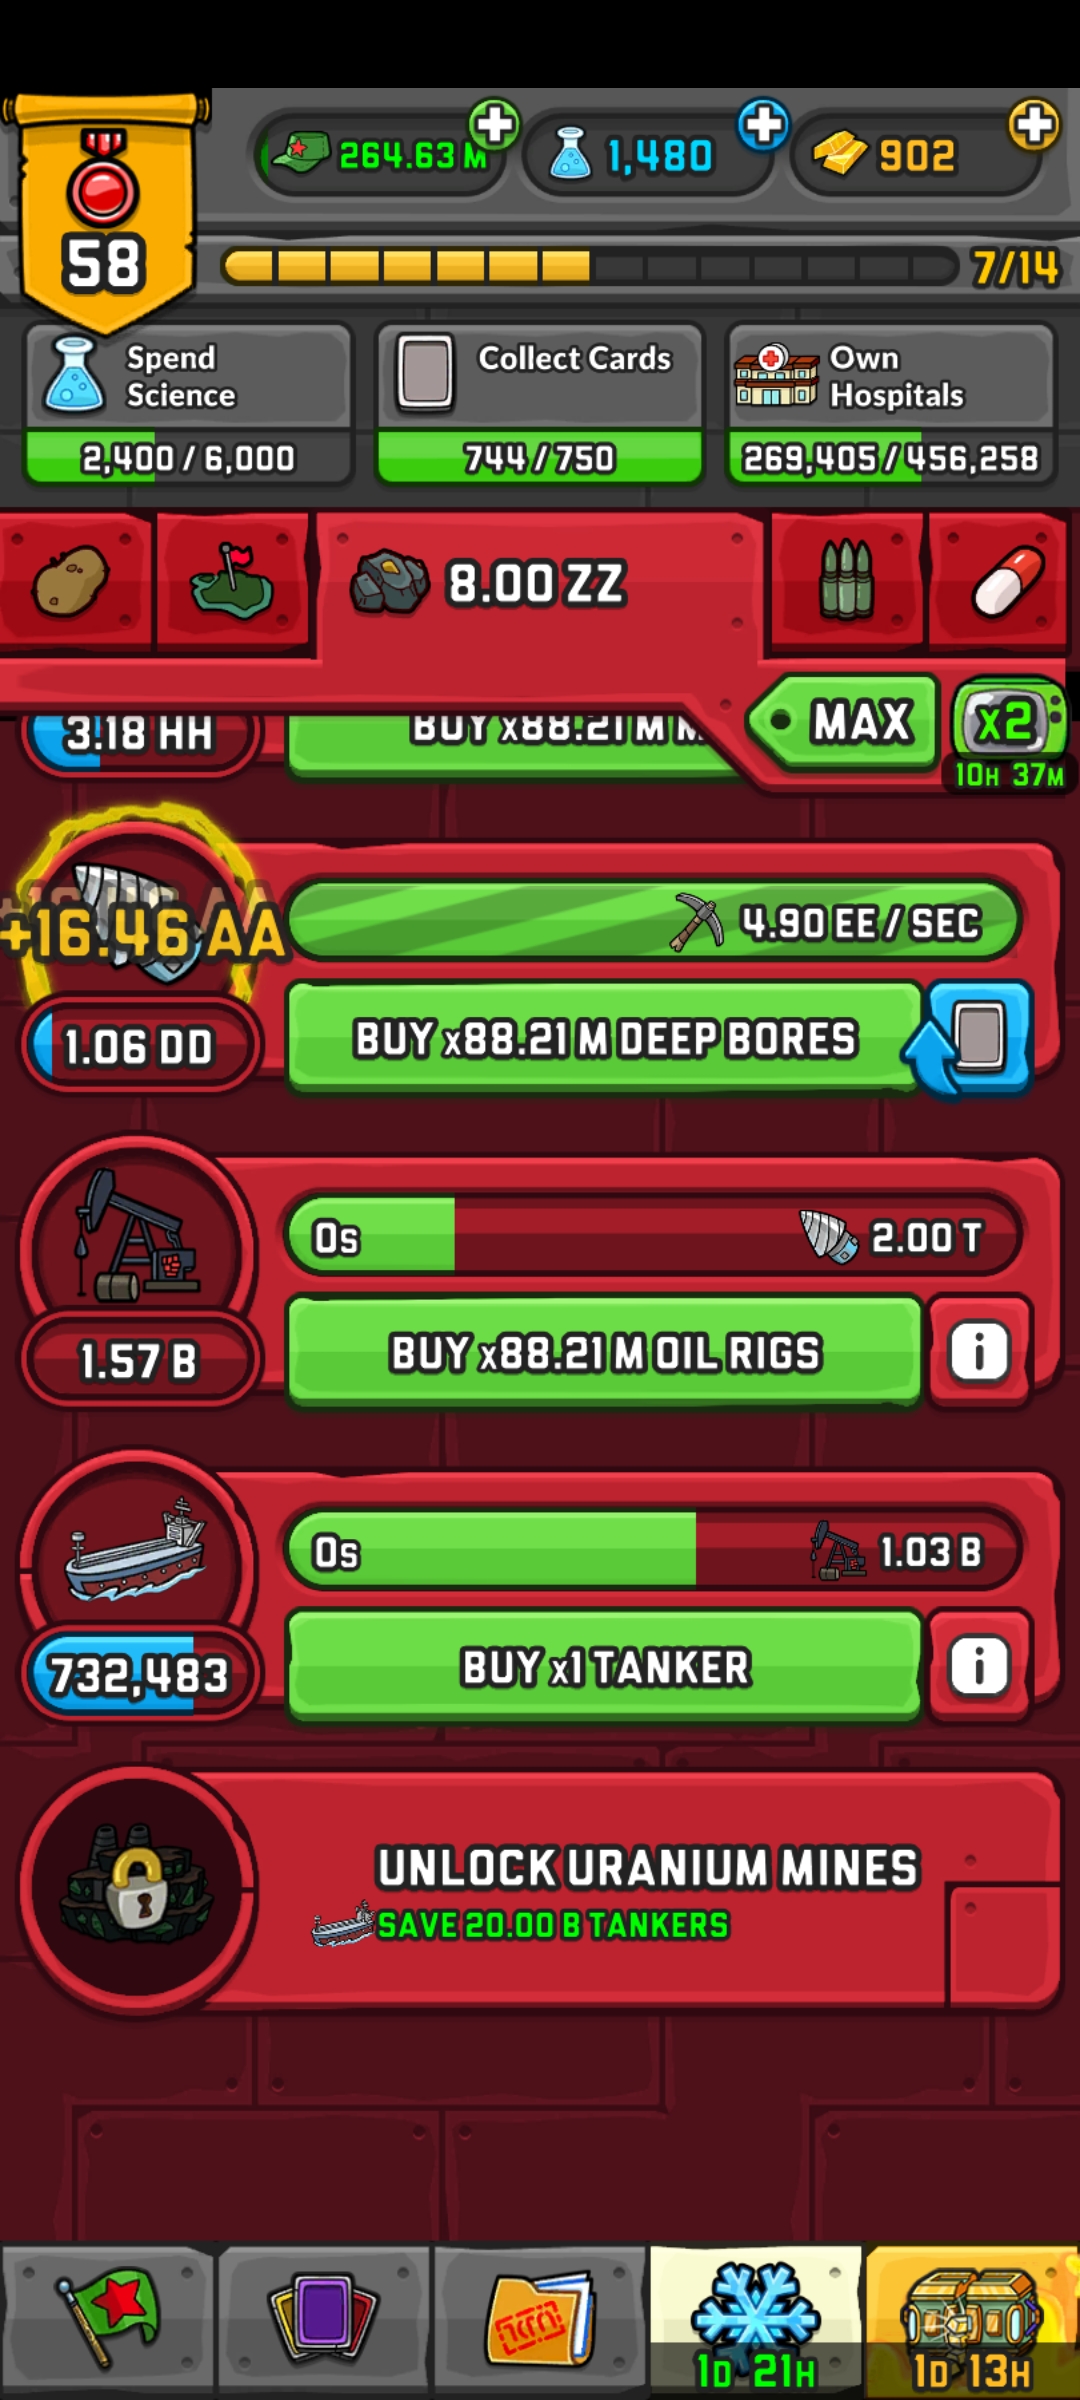 264.63 M
1,480
902
58
7/14
Spend
Science
2,400 / 6,000
Collect Cards
744 / 750
Own
Hospitals
269,405 / 456,258
8.00 ZZ
MAX
x2
10H 37M
3.18 HH
BUY x88.21 M
+16.46 AA
4.90 EE / SEC
1.06 DD
BUY x88.21 M DEEP BORES
0s
2.00 T
1.57 B
BUY x88.21 M OIL RIGS
i
0s
1.03 B
732,483
BUY x1 TANKER
i
UNLOCK URANIUM MINES
SAVE 20.00 B TANKERS
1D 21H
1D 13H